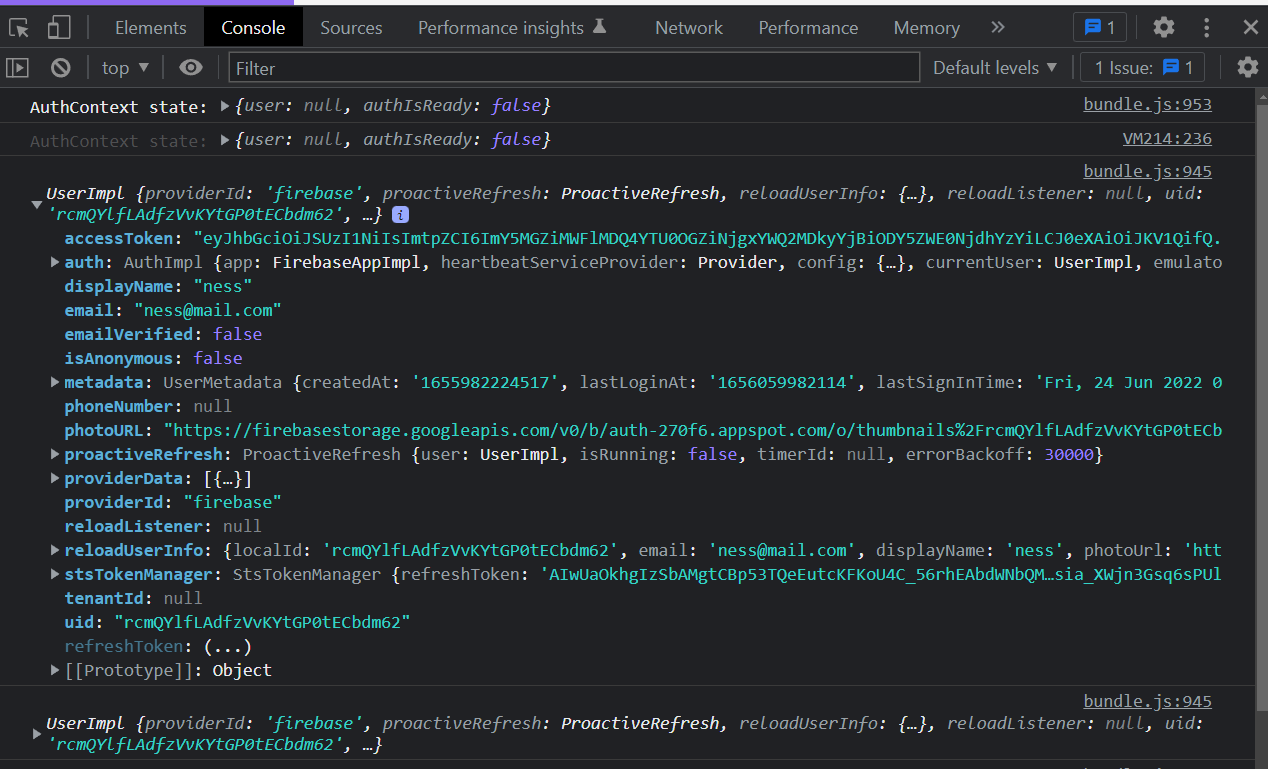 Elements Console Sources Performance insights Network Performance Memory 1
top Filter Default levels 1 Issue: 1
AuthContext state: {user: null, authIsReady: false} bundle.js:953
AuthContext state: {user: null, authIsReady: false} VM214:236
bundle.js:945
UserImpl {providerId: 'firebase', proactiveRefresh: ProactiveRefresh, reloadUserInfo: {…}, reloadListener: null, uid:
'rcmQYlfLAdfzVvKYtGP0tECbdm62', …} i
accessToken: "eyJhbGciOiJSUzI1NiIsImtpZCI6ImY5MGZiMWFlMDQ4YTU0OGZiNjgxYWQ2MDkyYjBiODY5ZWE0NjdhYzYiLCJ0eXAiOiJKV1QifQ.
auth: AuthImpl {app: FirebaseAppImpl, heartbeatServiceProvider: Provider, config: {…}, currentUser: UserImpl, emulato
displayName: "ness"
email: "ness@mail.com"
emailVerified: false
isAnonymous: false
metadata: UserMetadata {createdAt: '1655982224517', lastLoginAt: '1656059982114', lastSignInTime: 'Fri, 24 Jun 2022 0
phoneNumber: null
photoURL: "https://firebasestorage.googleapis.com/v0/b/auth-270f6.appspot.com/o/thumbnails%2FrcmQYlfLAdfzVvKYtGP0tECb
proactiveRefresh: ProactiveRefresh {user: UserImpl, isRunning: false, timerId: null, errorBackoff: 30000}
providerData: [{…}]
providerId: "firebase"
reloadListener: null
reloadUserInfo: {localId: 'rcmQYlfLAdfzVvKYtGP0tECbdm62', email: 'ness@mail.com', displayName: 'ness', photoUrl: 'htt
stsTokenManager: StsTokenManager {refreshToken: 'AIwUaOkhgIzSbAMgtCBp53TQeEutcKFKoU4C_56rhEAbdWNbQM…sia_XWjn3Gsq6sPUl
tenantId: null
uid: "rcmQYlfLAdfzVvKYtGP0tECbdm62"
refreshToken: (...)
[[Prototype]]: Object
bundle.js:945
UserImpl {providerId: 'firebase', proactiveRefresh: ProactiveRefresh, reloadUserInfo: {…}, reloadListener: null, uid:
'rcmQYlfLAdfzVvKYtGP0tECbdm62', …}